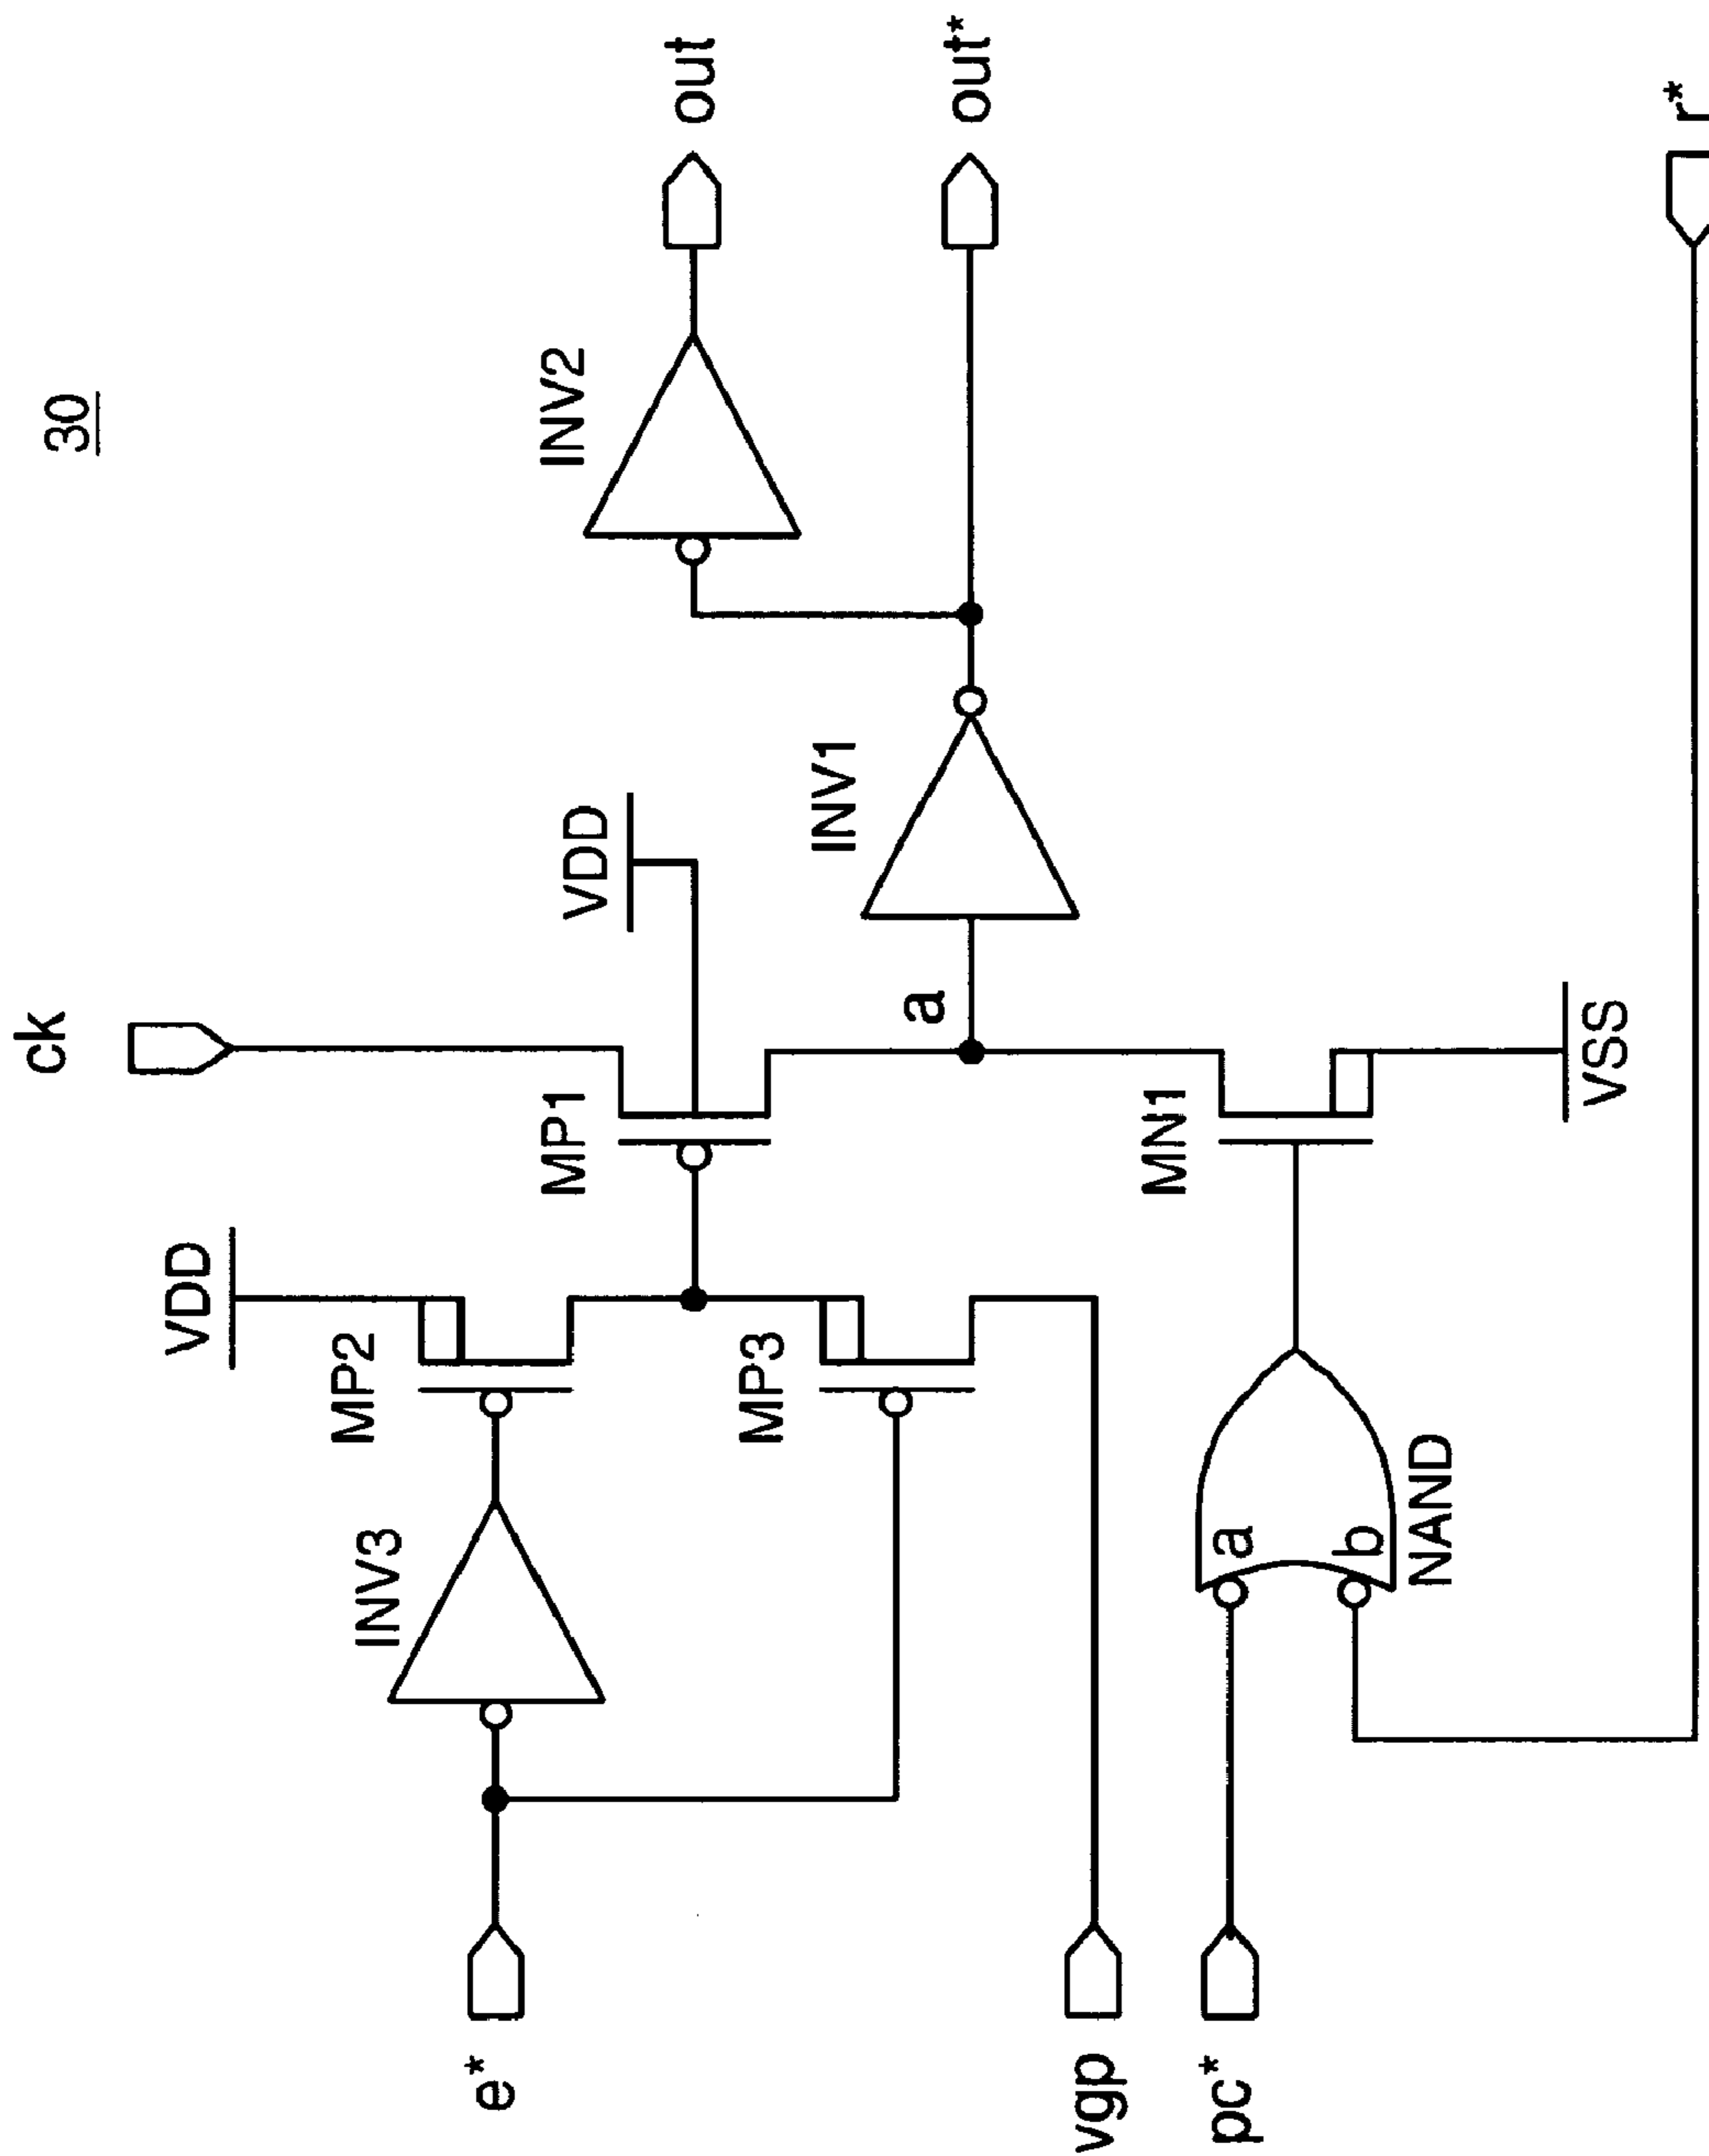 30
ck
VDD
VDD
MP2
MP1
INV3
INV2
out
MP3
INV1
a
out*
e*
MN1
vgp
a
b
pc*
NAND
VSS
r*